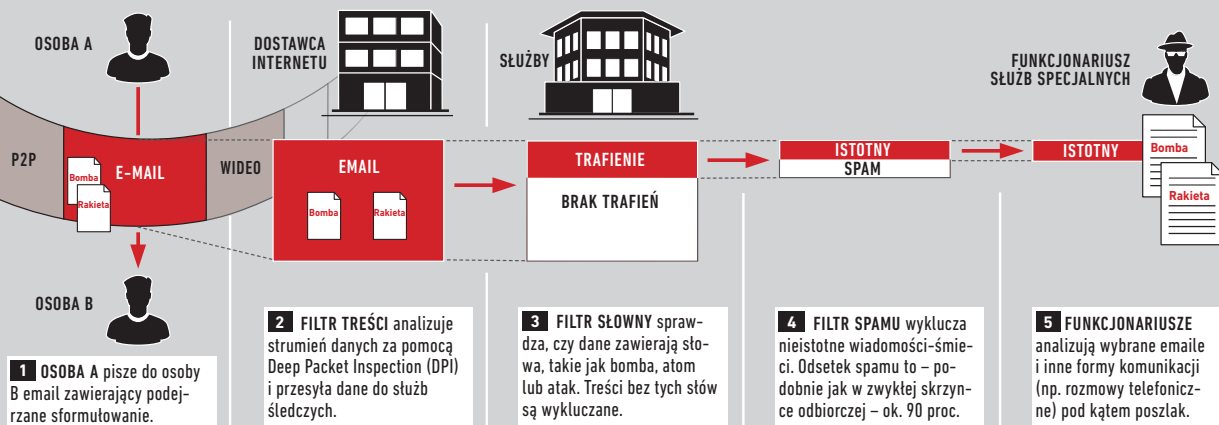 OSOBA A
DOSTAWCA
INTERNETU
SŁUŻBY
FUNKCJONARIUSZ
SŁUŻB SPECJALNYCH
P2P
E-MAIL
Bomba
Rakieta
WIDEO
EMAIL
Bomba
Rakieta
TRAFIENIE
BRAK TRAFIEŃ
ISTOTNY
SPAM
ISTOTNY
Bomba
Rakieta
OSOBA B
1 OSOBA A pisze do osoby
B email zawierający podej-
rzane sformułowanie.
2 FILTR TREŚCI analizuje
strumień danych za pomocą
Deep Packet Inspection (DPI)
i przesyła dane do służb
śledczych.
3 FILTR SŁOWNY spraw-
dza, czy dane zawierają sło-
wa, takie jak bomba, atom
lub atak. Treści bez tych słów
są wykluczane.
4 FILTR SPAMU wyklucza
nieistotne wiadomości-śmie-
ci. Odsetek spamu to – po-
dobnie jak w zwykłej skrzyn-
ce odbiorczej – ok. 90 proc.
5 FUNKCJONARIUSZE
analizują wybrane emaile
i inne formy komunikacji
(np. rozmowy telefonicz-
ne) pod kątem poszlak.